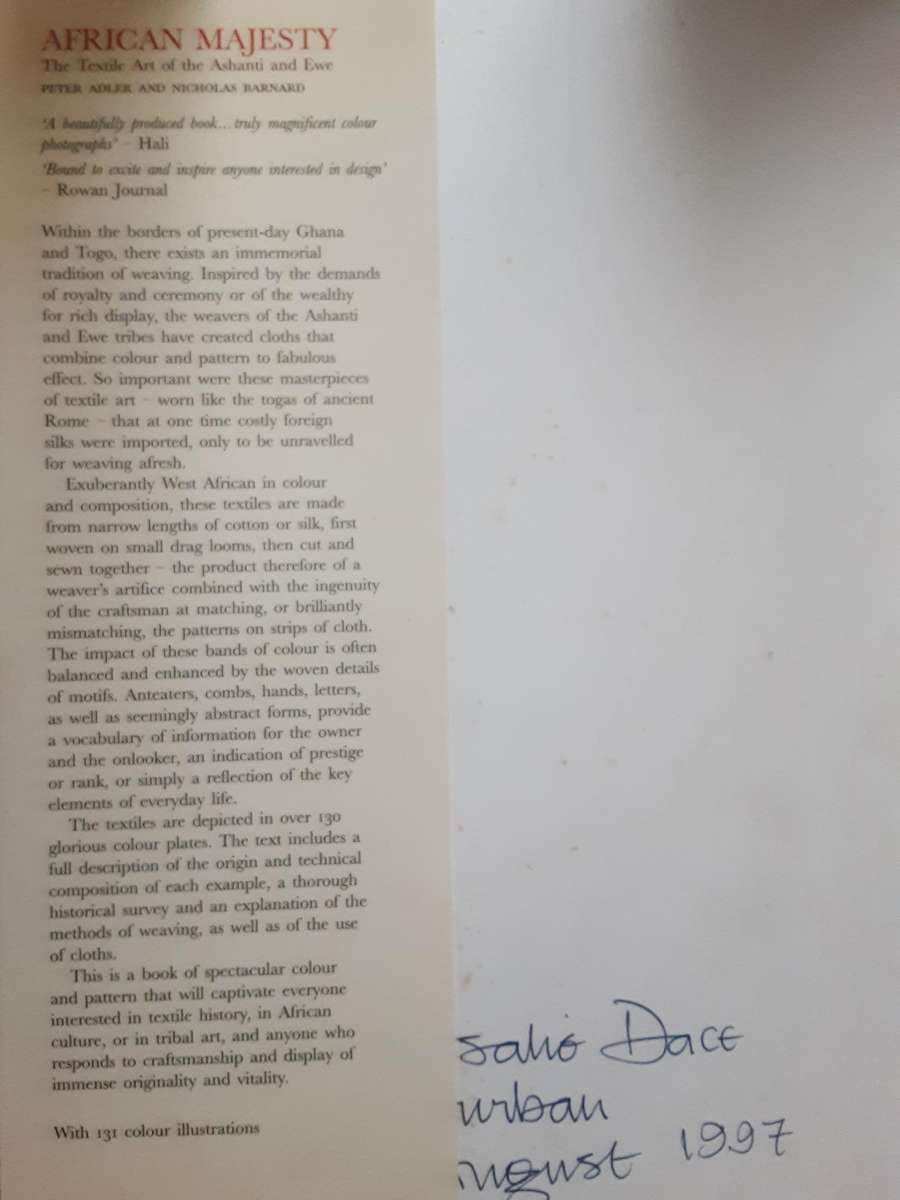 AFRICAN MAJESTY
The Textile Art of the Ashanti and Ewe
PETER ADLER AND NICHOLAS BARNARD
'A beautifully produced book...truly magnificent colour
photographs' – Hali
'Bound to excite and inspire anyone interested in design'
– Rowan Journal
Within the borders of present-day Ghana
and Togo, there exists an immemorial
tradition of weaving. Inspired by the demands
of royalty and ceremony or of the wealthy
for rich display, the weavers of the Ashanti
and Ewe tribes have created cloths that
combine colour and pattern to fabulous
effect. So important were these masterpieces
of textile art – worn like the togas of ancient
Rome – that at one time costly foreign
silks were imported, only to be unravelled
for weaving afresh.
Exuberantly West African in colour
and composition, these textiles are made
from narrow lengths of cotton or silk, first
woven on small drag looms, then cut and
sewn together – the product therefore of a
weaver's artifice combined with the ingenuity
of the craftsman at matching, or brilliantly
mismatching, the patterns on strips of cloth.
The impact of these bands of colour is often
balanced and enhanced by the woven details
of motifs. Anteaters, combs, hands, letters,
as well as seemingly abstract forms, provide
a vocabulary of information for the owner
and the onlooker, an indication of prestige
or rank, or simply a reflection of the key
elements of everyday life.
The textiles are depicted in over 130
glorious colour plates. The text includes a
full description of the origin and technical
composition of each example, a thorough
historical survey and an explanation of the
methods of weaving, as well as of the use
of cloths.
This is a book of spectacular colour
and pattern that will captivate everyone
interested in textile history, in African
culture, or in tribal art, and anyone who
responds to craftsmanship and display of
immense originality and vitality.
With 131 colour illustrations
Dace
urban
ugust 1997